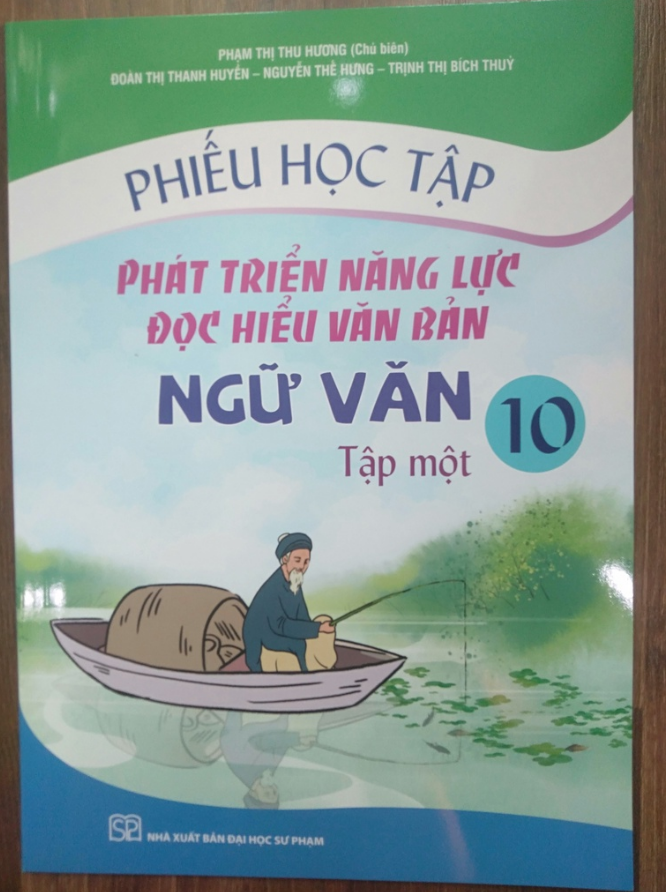 PHẠM THỊ THU HƯƠNG (Chủ biên)
ĐOÀN THỊ THANH HUYỀN – NGUYỄN THẾ HƯNG – TRỊNH THỊ BÍCH THUỶ
PHIẾU HỌC TẬP
PHÁT TRIỂN NĂNG LỰC
ĐỌC HIỂU VĂN BẢN
NGỮ VĂN 10
Tập một
SP NHÀ XUẤT BẢN ĐẠI HỌC SƯ PHẠM